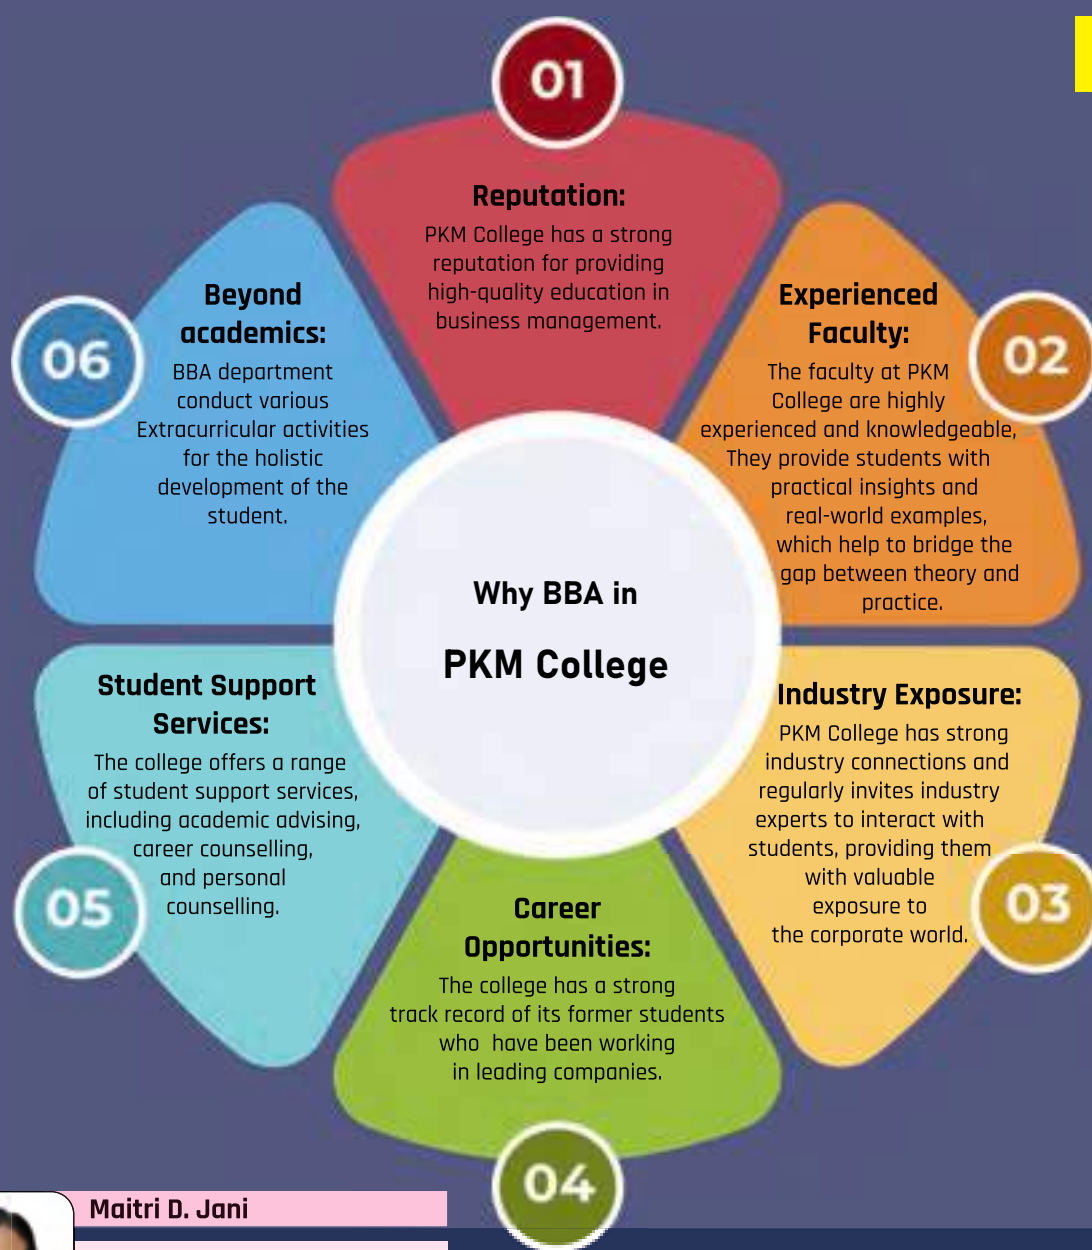 01
Reputation:
PKM College has a strong
reputation for providing
high-quality education in
business management.
02
Experienced
Faculty:
The faculty at PKM
College are highly
experienced and knowledgeable,
They provide students with
practical insights and
real-world examples,
which help to bridge the
gap between theory and
practice.
03
Industry Exposure:
PKM College has strong
industry connections and
regularly invites industry
experts to interact with
students, providing them
with valuable
exposure to
the corporate world.
04
Career
Opportunities:
The college has a strong
track record of its former students
who  have been working
in leading companies.
05
Student Support
Services:
The college offers a range
of student support services,
including academic advising,
career counselling,
and personal
counselling.
06
Beyond
academics:
BBA department
conduct various
Extracurricular activities
for the holistic
development of the
student.
Why BBA in
PKM College
Maitri D. Jani